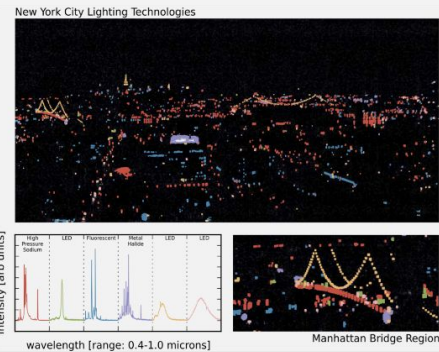 New York City Lighting Technologies
High
Pressure
Sodium
LED
Fluorescent
Metal
Halide
LED
LED
Intensity [arb units]
wavelength [range: 0.4-1.0 microns]
Manhattan Bridge Region